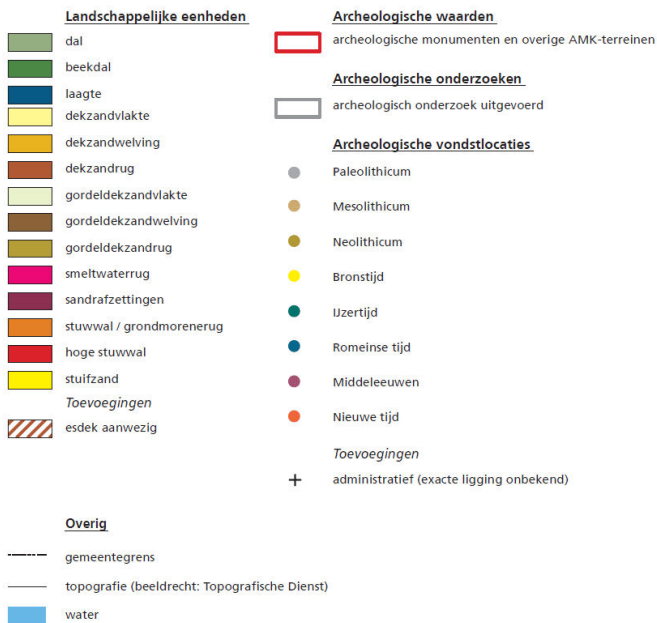 Landschappelijke eenheden
dal
beekdal
laagte
dekzandvlakte
dekzandwelving
dekzandrug
gordeldekzandvlakte
gordeldekzandwelving
gordeldekzandrug
smeltwaterrug
sandrafzettingen
stuwwal / grondmorenerug
hoge stuwwal
stuifzand
Toevoegingen
esdek aanwezig
Archeologische waarden
archeologische monumenten en overige AMK-terreinen
Archeologische onderzoeken
archeologisch onderzoek uitgevoerd
Archeologische vondstlocaties
Paleolithicum
Mesolithicum
Neolithicum
Bronstijd
IJzertijd
Romeinse tijd
Middeleeuwen
Nieuwe tijd
Toevoegingen
administratief (exacte ligging onbekend)
Overig
gemeentegrens
topografie (beeldrecht: Topografische Dienst)
water